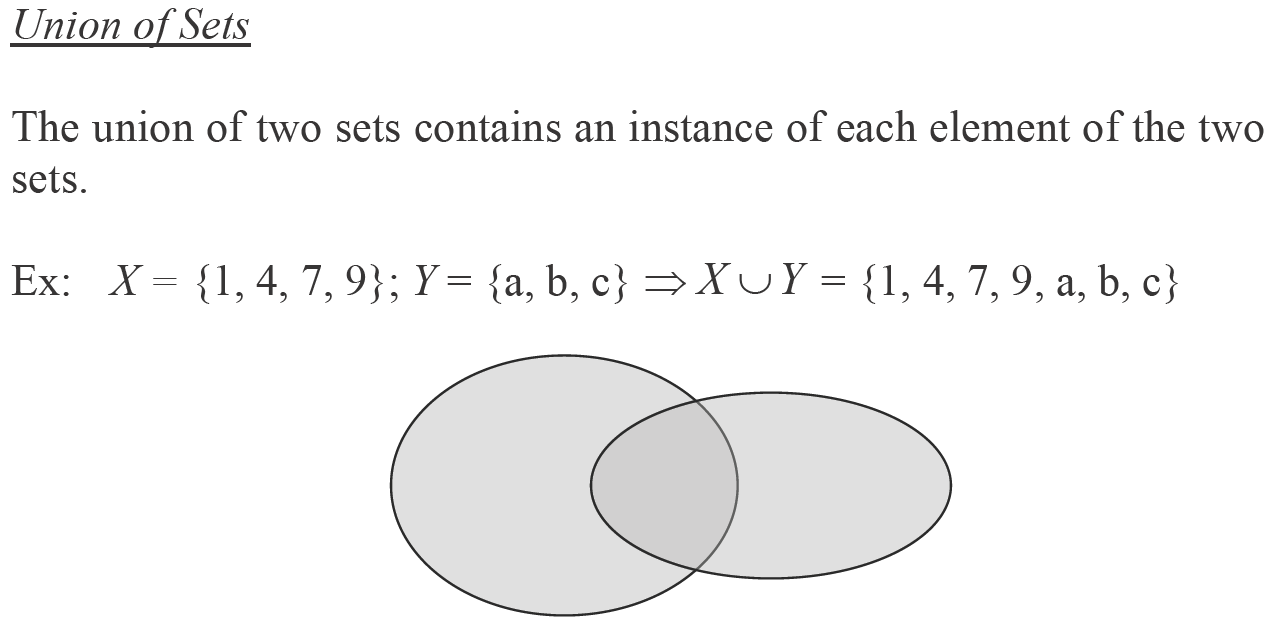 Union of Sets
The union of two sets contains an instance of each element of the two
sets.
Ex: X = {1, 4, 7, 9}; Y = {a, b, c} ⇒ X ∪ Y = {1, 4, 7, 9, a, b, c}